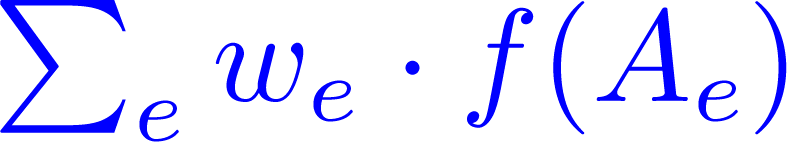 ∑ₑ wₑ · f(Aₑ)